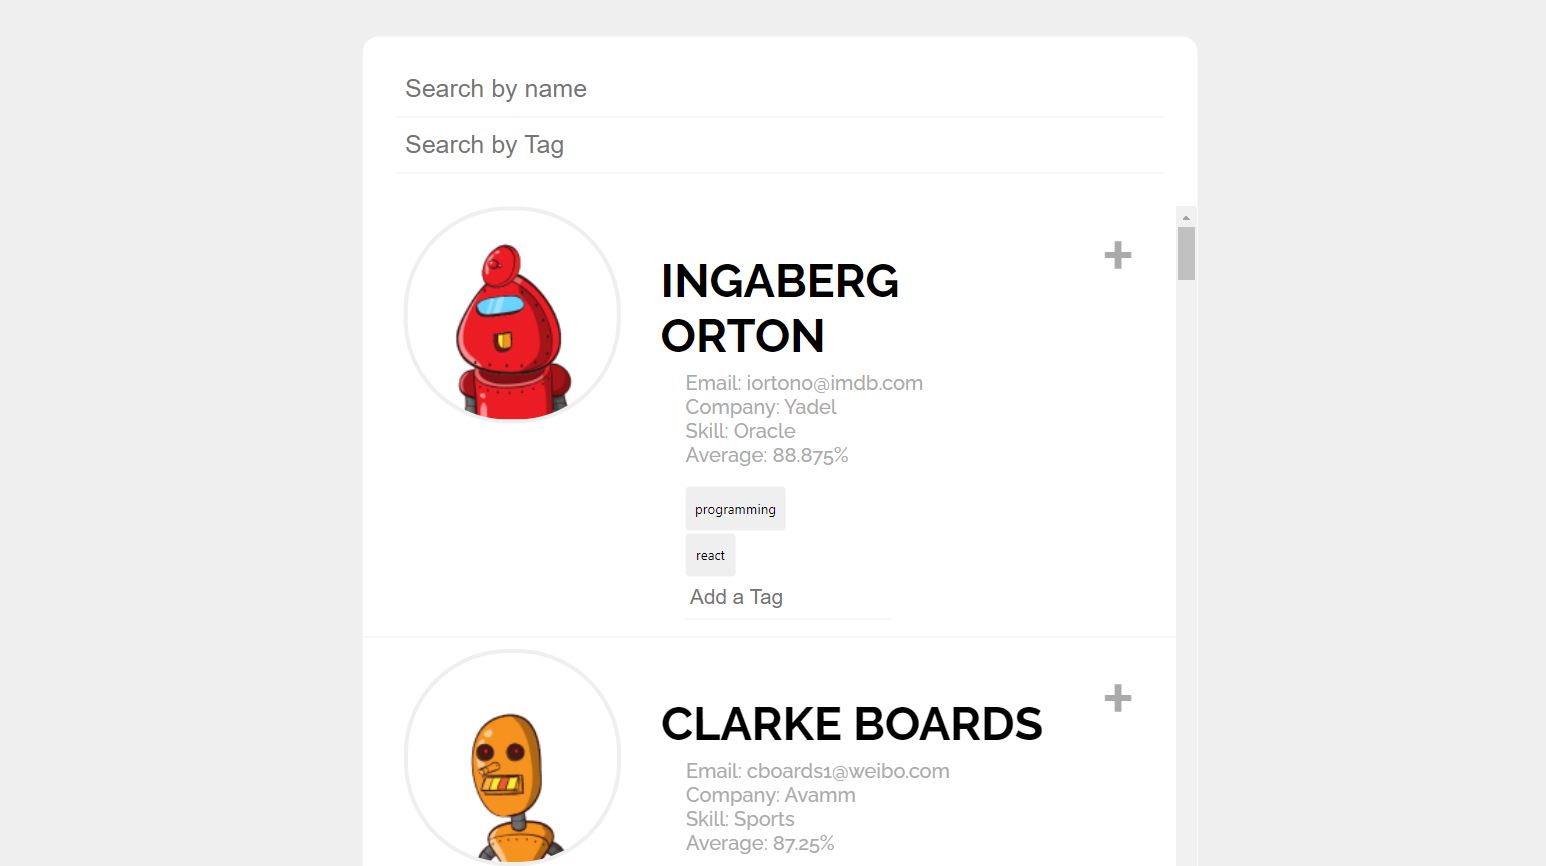 Search by name
Search by Tag
INGABERG
ORTON
Email: iortono@imdb.com
Company: Yadel
Skill: Oracle
Average: 88.875%
programming
react
Add a Tag
CLARKE BOARDS
Email: cboards1@weibo.com
Company: Avamm
Skill: Sports
Average: 87.25%